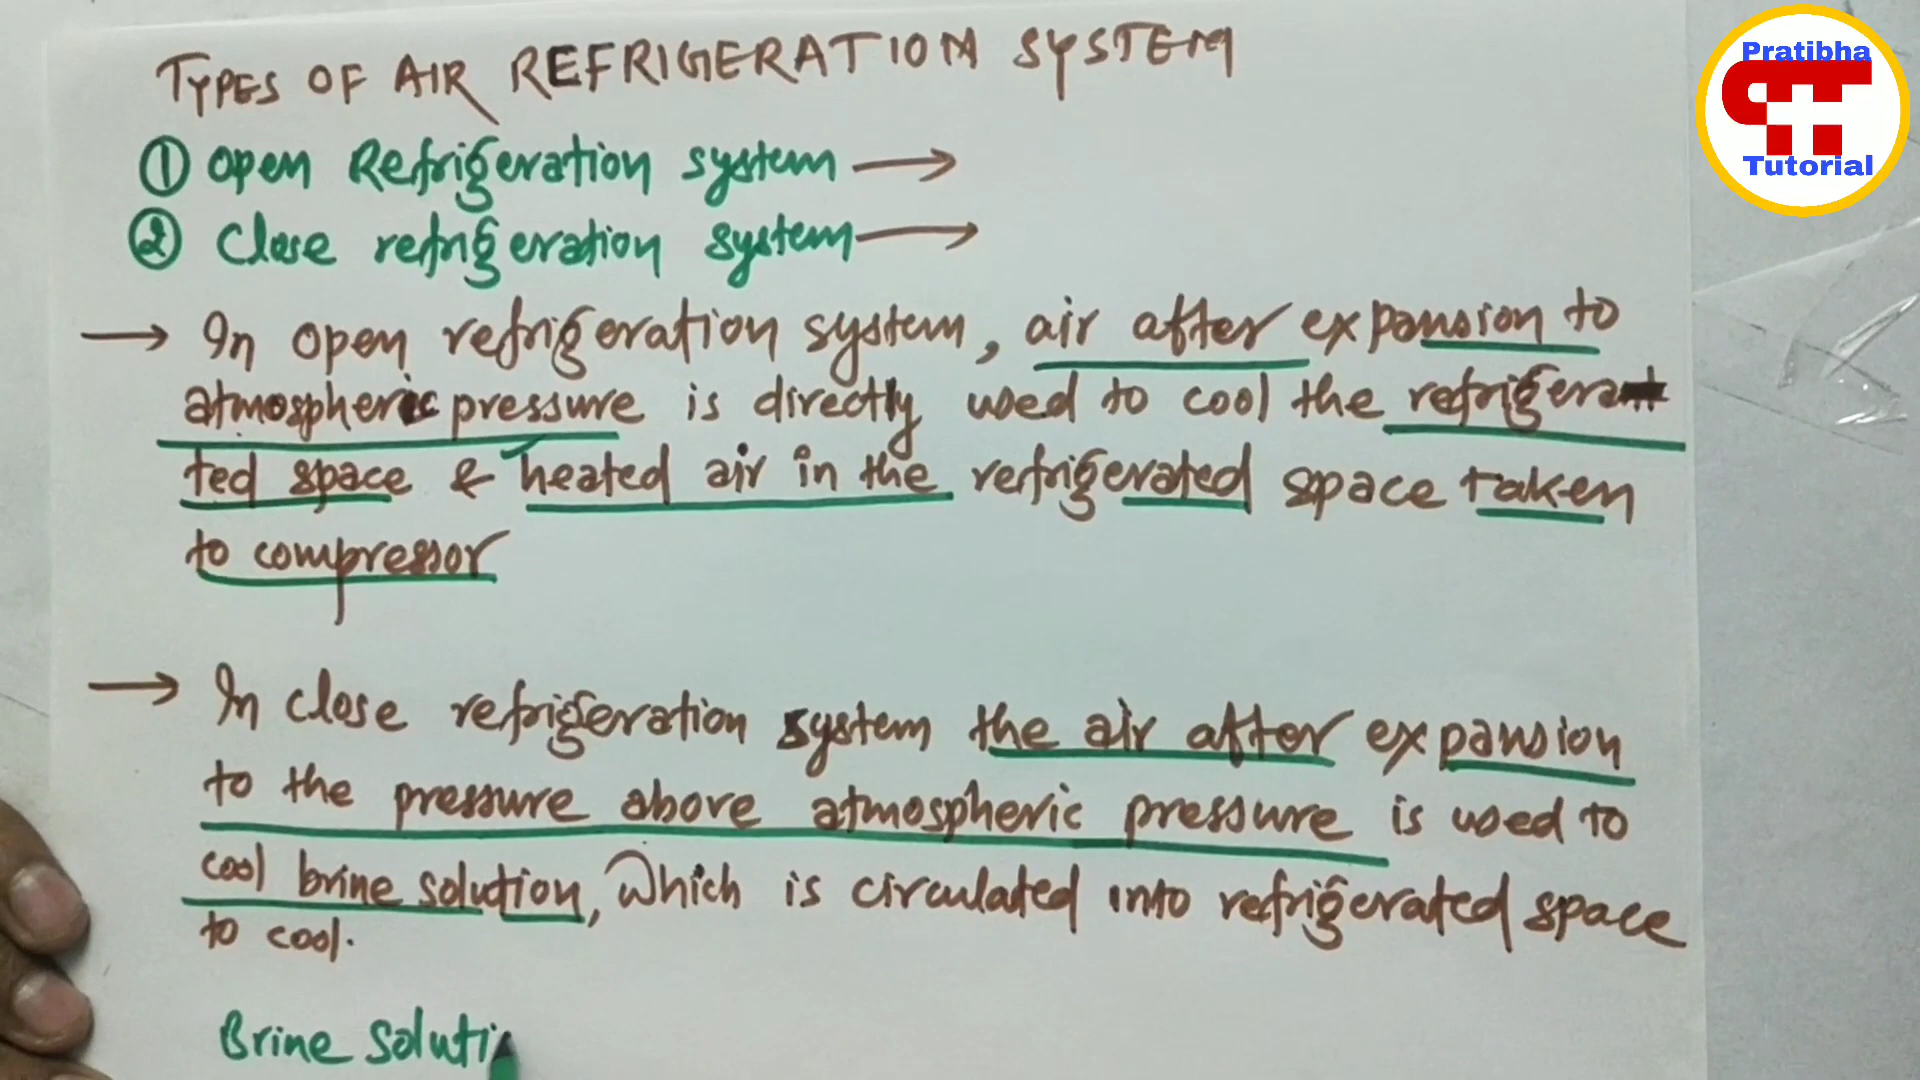 TYPES OF AIR REFRIGERATION SYSTEM
① Open Refrigeration system →
② Close refrigeration system →
→ In open refrigeration system, air after expansion to
atmospheric pressure is directly used to cool the refrigera
ted space & heated air in the refrigerated space taken
to compressor
→ In close refrigeration system the air after expansion
to the pressure above atmospheric pressure is used to
cool brine solution, which is circulated into refrigerated space
to cool.
Brine soluti
Pratibha
PTT
Tutorial